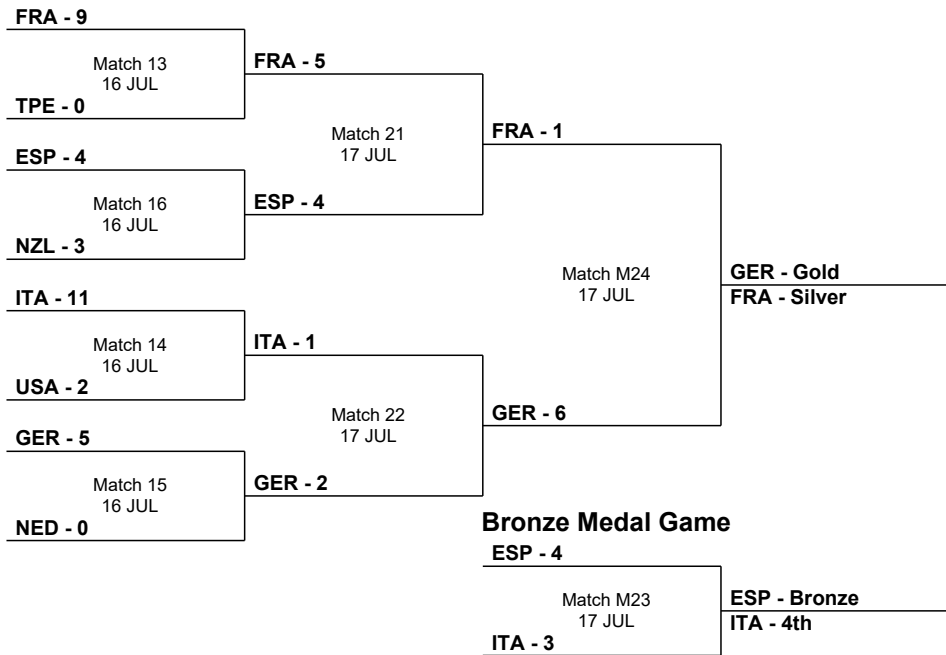 FRA - 9
Match 13
16 JUL
TPE - 0
FRA - 5
ESP - 4
Match 16
16 JUL
NZL - 3
Match 21
17 JUL
ESP - 4
FRA - 1
ITA - 11
Match 14
16 JUL
USA - 2
ITA - 1
GER - 5
Match 15
16 JUL
NED - 0
Match 22
17 JUL
GER - 2
GER - 6
Match M24
17 JUL
GER - Gold
FRA - Silver
Bronze Medal Game
ESP - 4
Match M23
17 JUL
ITA - 3
ESP - Bronze
ITA - 4th